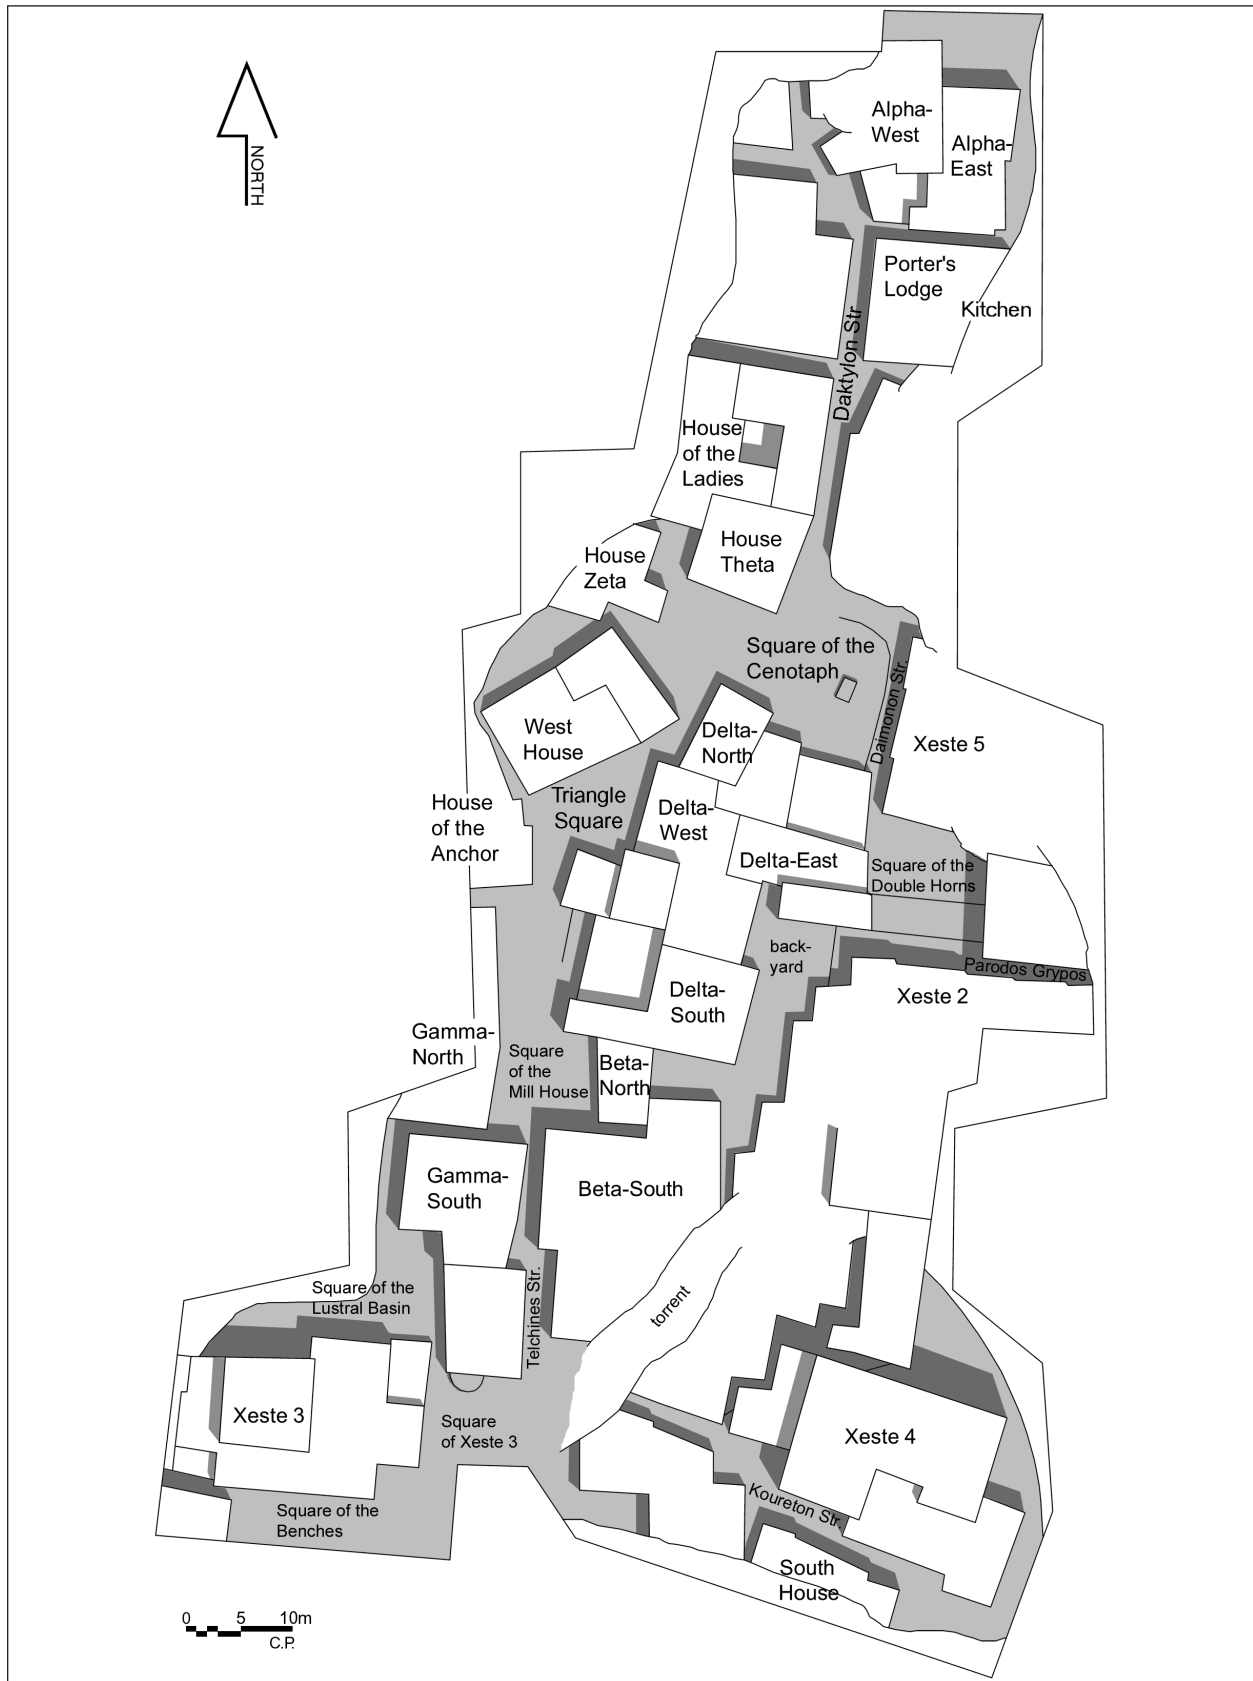 NORTH
Alpha-
West
Alpha-
East
Porter's
Lodge
Kitchen
Daktylon Str
House
of the
Ladies
House
Theta
House
Zeta
Square of the
Cenotaph
Daimonon Str.
West
House
Delta-
North
Xeste 5
Triangle
Square
House
of the
Anchor
Delta-
West
Delta-East
Square of the
Double Horns
back-
yard
Parodos Grypos
Xeste 2
Delta-
South
Gamma-
North
Square
of the
Mill House
Beta-
North
Gamma-
South
Beta-South
Square of the
Lustral Basin
Telchines Str.
torrent
Xeste 3
Square
of Xeste 3
Xeste 4
Koureton Str.
Square of the
Benches
South
House
0 5 10m
C.P.